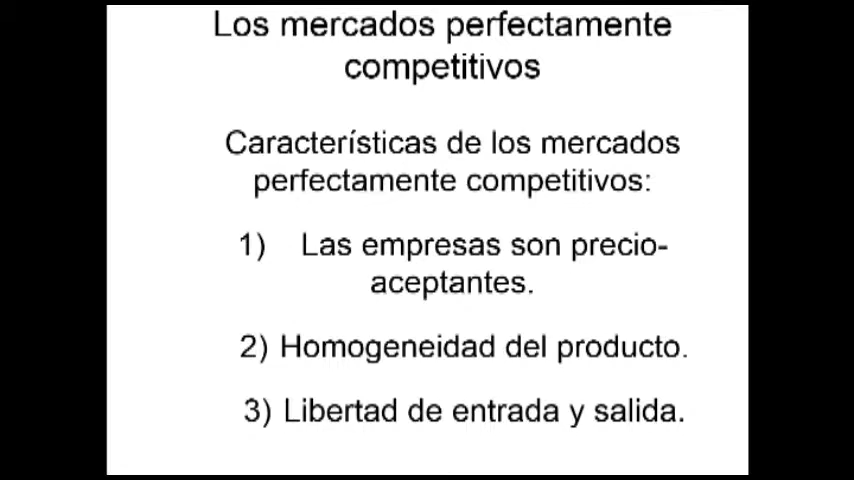 Los mercados perfectamente
competitivos
Características de los mercados
perfectamente competitivos:
1) Las empresas son precio-
aceptantes.
2) Homogeneidad del producto.
3) Libertad de entrada y salida.